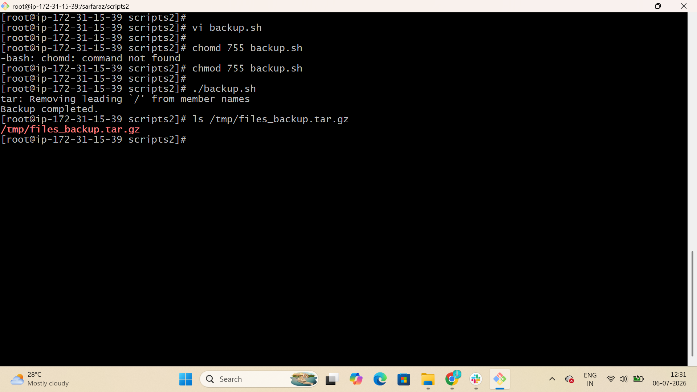 root@ip-172-31-15-39:/sarfaraz/scripts2
[root@ip-172-31-15-39 scripts2]#
[root@ip-172-31-15-39 scripts2]# vi backup.sh
[root@ip-172-31-15-39 scripts2]#
[root@ip-172-31-15-39 scripts2]# chomd 755 backup.sh
-bash: chomd: command not found
[root@ip-172-31-15-39 scripts2]# chmod 755 backup.sh
[root@ip-172-31-15-39 scripts2]#
[root@ip-172-31-15-39 scripts2]# ./backup.sh
tar: Removing leading `/' from member names
Backup completed.
[root@ip-172-31-15-39 scripts2]# ls /tmp/files_backup.tar.gz
/tmp/files_backup.tar.gz
[root@ip-172-31-15-39 scripts2]#
28°C
Mostly cloudy
Search
ENG
IN
12:31
06-07-2026